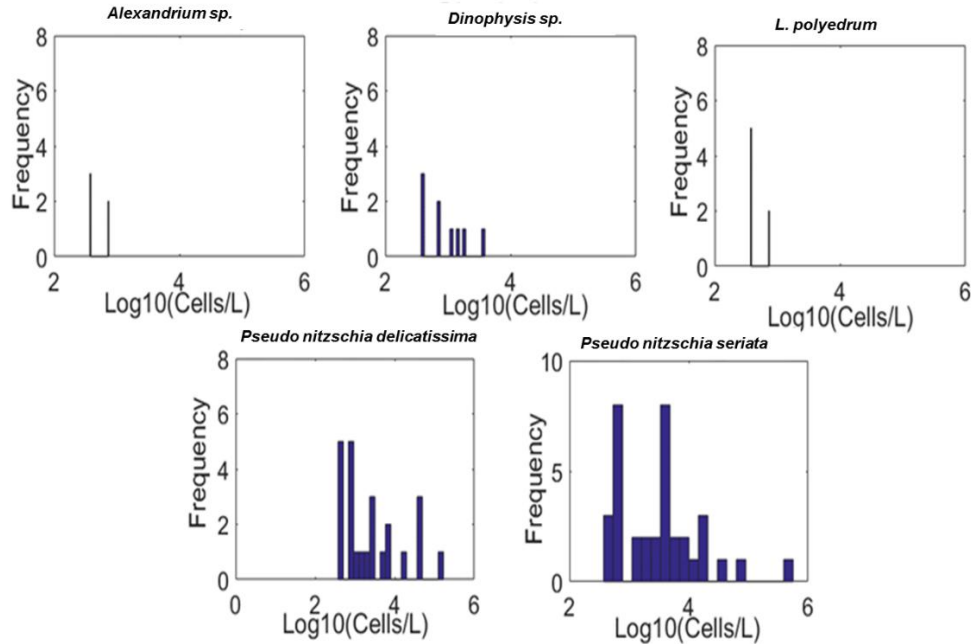 Alexandrium sp.
8
6
4
2
0
Frequency
2
4
6
Log10(Cells/L)
Dinophysis sp.
8
6
4
2
0
Frequency
2
4
6
Log10(Cells/L)
L. polyedrum
8
6
4
2
0
Frequency
2
4
6
Log10(Cells/L)
Pseudo nitzschia delicatissima
8
6
4
2
0
Frequency
0
2
4
6
Log10(Cells/L)
Pseudo nitzschia seriata
10
5
0
Frequency
2
4
6
Log10(Cells/L)